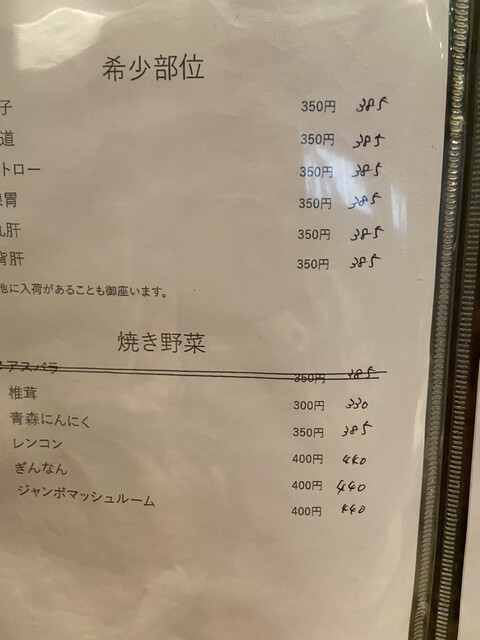 希少部位
子 350円 385
道 350円 385
トロー 350円 385
胃 350円 385
肝 350円 385
背肝 350円 385
他に入荷があることも御座います。
焼き野菜
アスパラ 350円 385
椎茸 300円 330
青森にんにく 350円 385
レンコン 400円 440
ぎんなん 400円 440
ジャンボマッシュルーム 400円 440